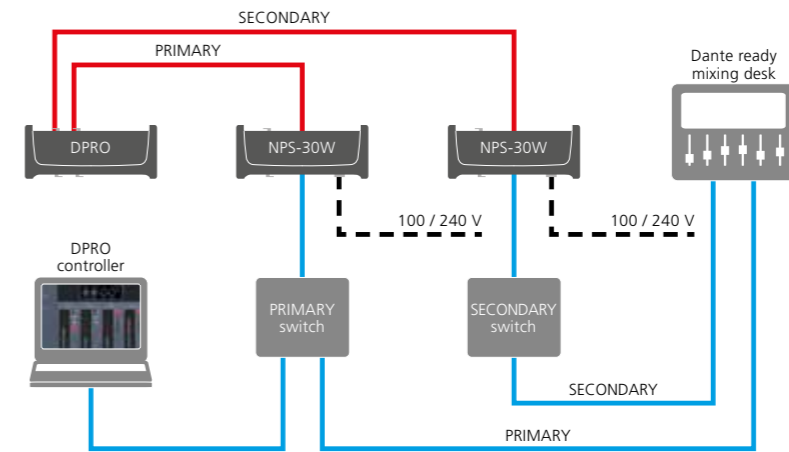 SECONDARY
PRIMARY
Dante ready
mixing desk
DPRO
NPS-30W
NPS-30W
100 / 240 V
100 / 240 V
DPRO
controller
PRIMARY
switch
SECONDARY
switch
SECONDARY
PRIMARY